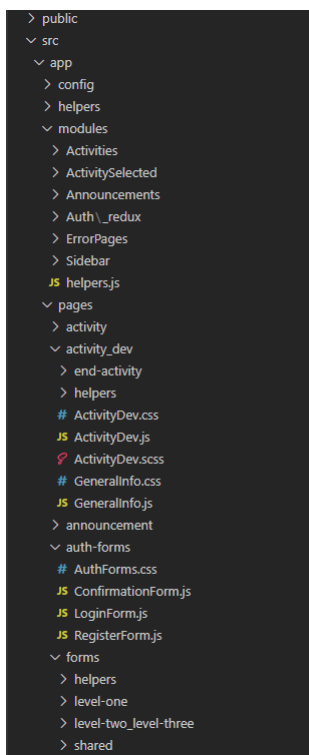 public
src
app
config
helpers
modules
Activities
ActivitySelected
Announcements
Auth\_redux
ErrorPages
Sidebar
JS helpers.js
pages
activity
activity_dev
end-activity
helpers
# ActivityDev.css
JS ActivityDev.js
ActivityDev.scss
# GeneralInfo.css
JS GeneralInfo.js
announcement
auth-forms
# AuthForms.css
JS ConfirmationForm.js
JS LoginForm.js
JS RegisterForm.js
forms
helpers
level-one
level-two_level-three
shared